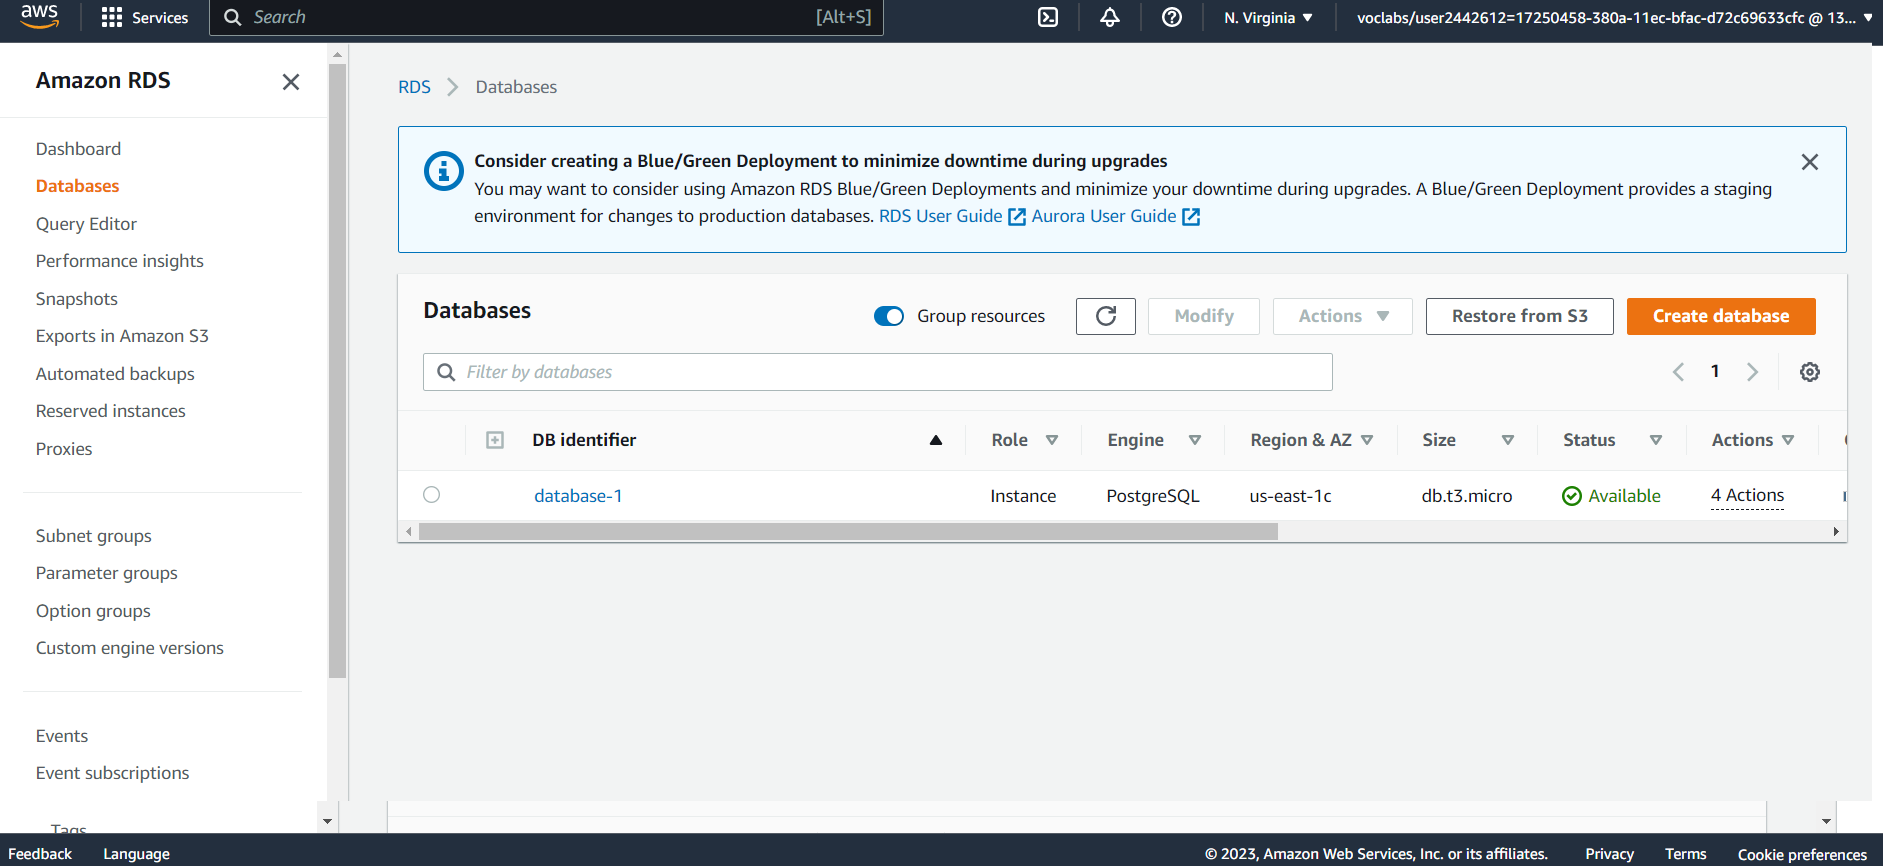 aws
Services
Search
[Alt+S]
N. Virginia
voclabs/user2442612=17250458-380a-11ec-bfac-d72c69633cfc @ 13...
Amazon RDS
Dashboard
Databases
Query Editor
Performance insights
Snapshots
Exports in Amazon S3
Automated backups
Reserved instances
Proxies
Subnet groups
Parameter groups
Option groups
Custom engine versions
Events
Event subscriptions
Tags
RDS
Databases
Consider creating a Blue/Green Deployment to minimize downtime during upgrades
You may want to consider using Amazon RDS Blue/Green Deployments and minimize your downtime during upgrades. A Blue/Green Deployment provides a staging
environment for changes to production databases. RDS User Guide Aurora User Guide
Databases
Group resources
Modify
Actions
Restore from S3
Create database
Filter by databases
1
DB identifier
Role
Engine
Region & AZ
Size
Status
Actions
database-1
Instance
PostgreSQL
us-east-1c
db.t3.micro
Available
4 Actions
Feedback
Language
© 2023, Amazon Web Services, Inc. or its affiliates.
Privacy
Terms
Cookie preferences